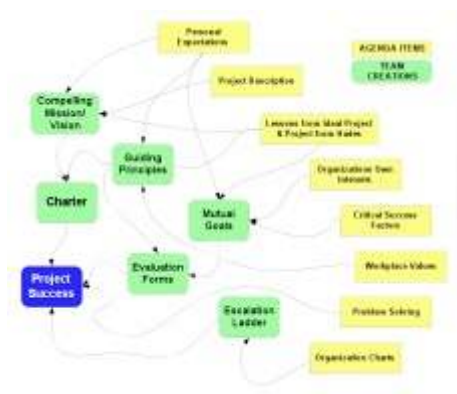 Personal
Expectations
AGENDA ITEMS
TEAM
CREATIONS
Project Description
Compelling
Mission/
Vision
Lessons from Ideal Project
& Project from Hades
Guiding
Principles
Organizations Own
Interests
Charter
Mutual
Goals
Critical Success
Factors
Evaluation
Forms
Workplace Values
Project
Success
Escalation
Ladder
Problem Solving
Organization Charts